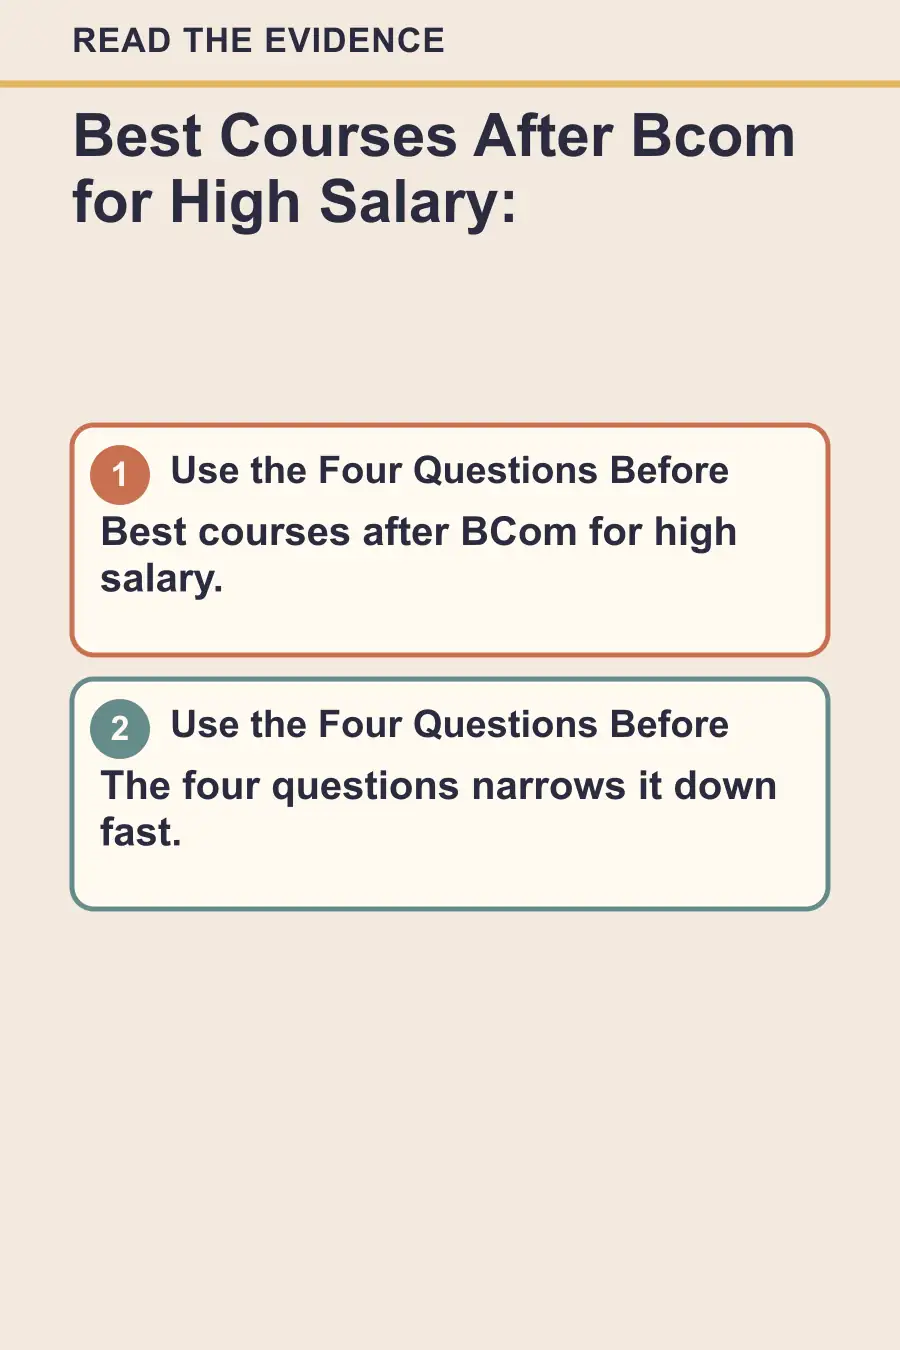 READ THE EVIDENCE
Best Courses After Bcom
for High Salary:
1 Use the Four Questions Before
Best courses after BCom for high
salary.
2 Use the Four Questions Before
The four questions narrows it down
fast.